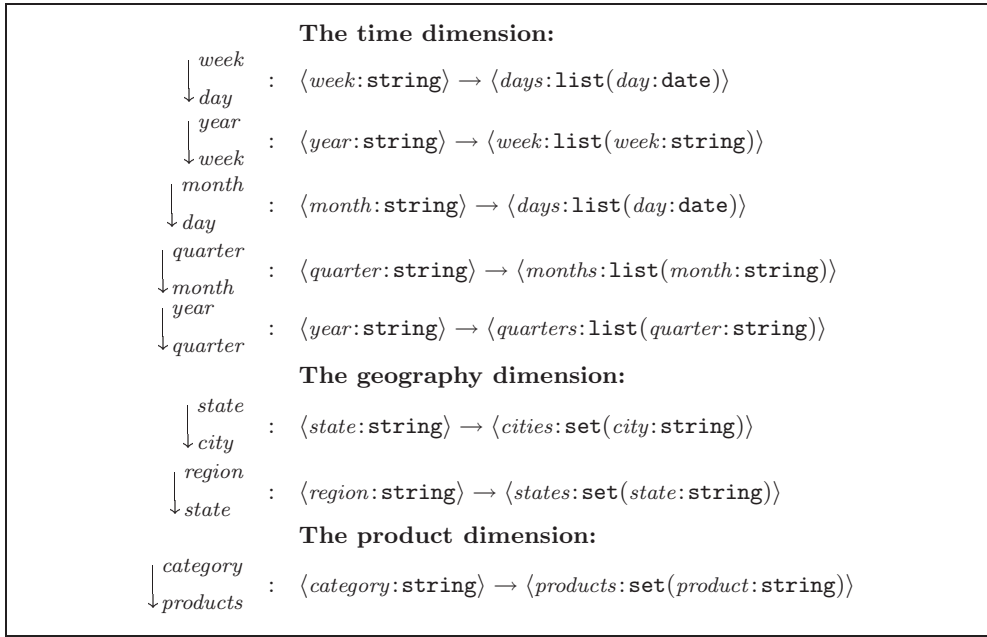 The time dimension:
week
day
: ⟨week:string⟩ → ⟨days:list(day:date)⟩
year
week
: ⟨year:string⟩ → ⟨week:list(week:string)⟩
month
day
: ⟨month:string⟩ → ⟨days:list(day:date)⟩
quarter
month
: ⟨quarter:string⟩ → ⟨months:list(month:string)⟩
year
quarter
: ⟨year:string⟩ → ⟨quarters:list(quarter:string)⟩
The geography dimension:
state
city
: ⟨state:string⟩ → ⟨cities:set(city:string)⟩
region
state
: ⟨region:string⟩ → ⟨states:set(state:string)⟩
The product dimension:
category
products
: ⟨category:string⟩ → ⟨products:set(product:string)⟩